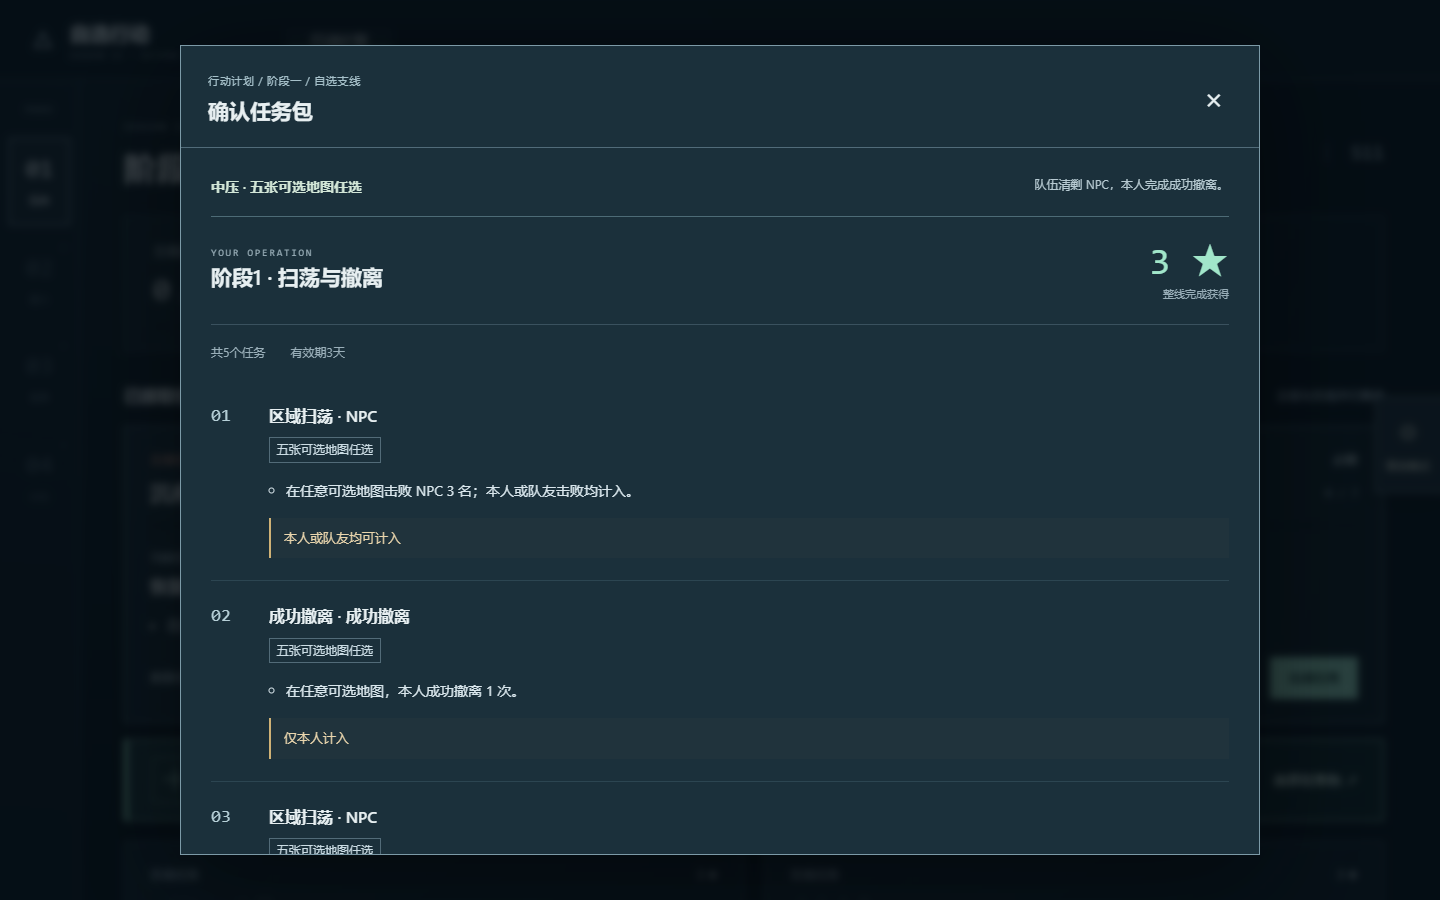 行动计划 / 阶段一 / 自选支线
确认任务包
×
中压 · 五张可选地图任选
队伍清剿 NPC，本人完成成功撤离。
YOUR OPERATION
阶段1 · 扫荡与撤离
3 ★
整线完成获得
共5个任务 有效期3天
01 区域扫荡 · NPC
五张可选地图任选
在任意可选地图击败 NPC 3 名；本人或队友击败均计入。
本人或队友均可计入
02 成功撤离 · 成功撤离
五张可选地图任选
在任意可选地图，本人成功撤离 1 次。
仅本人计入
03 区域扫荡 · NPC
五张可选地图任选